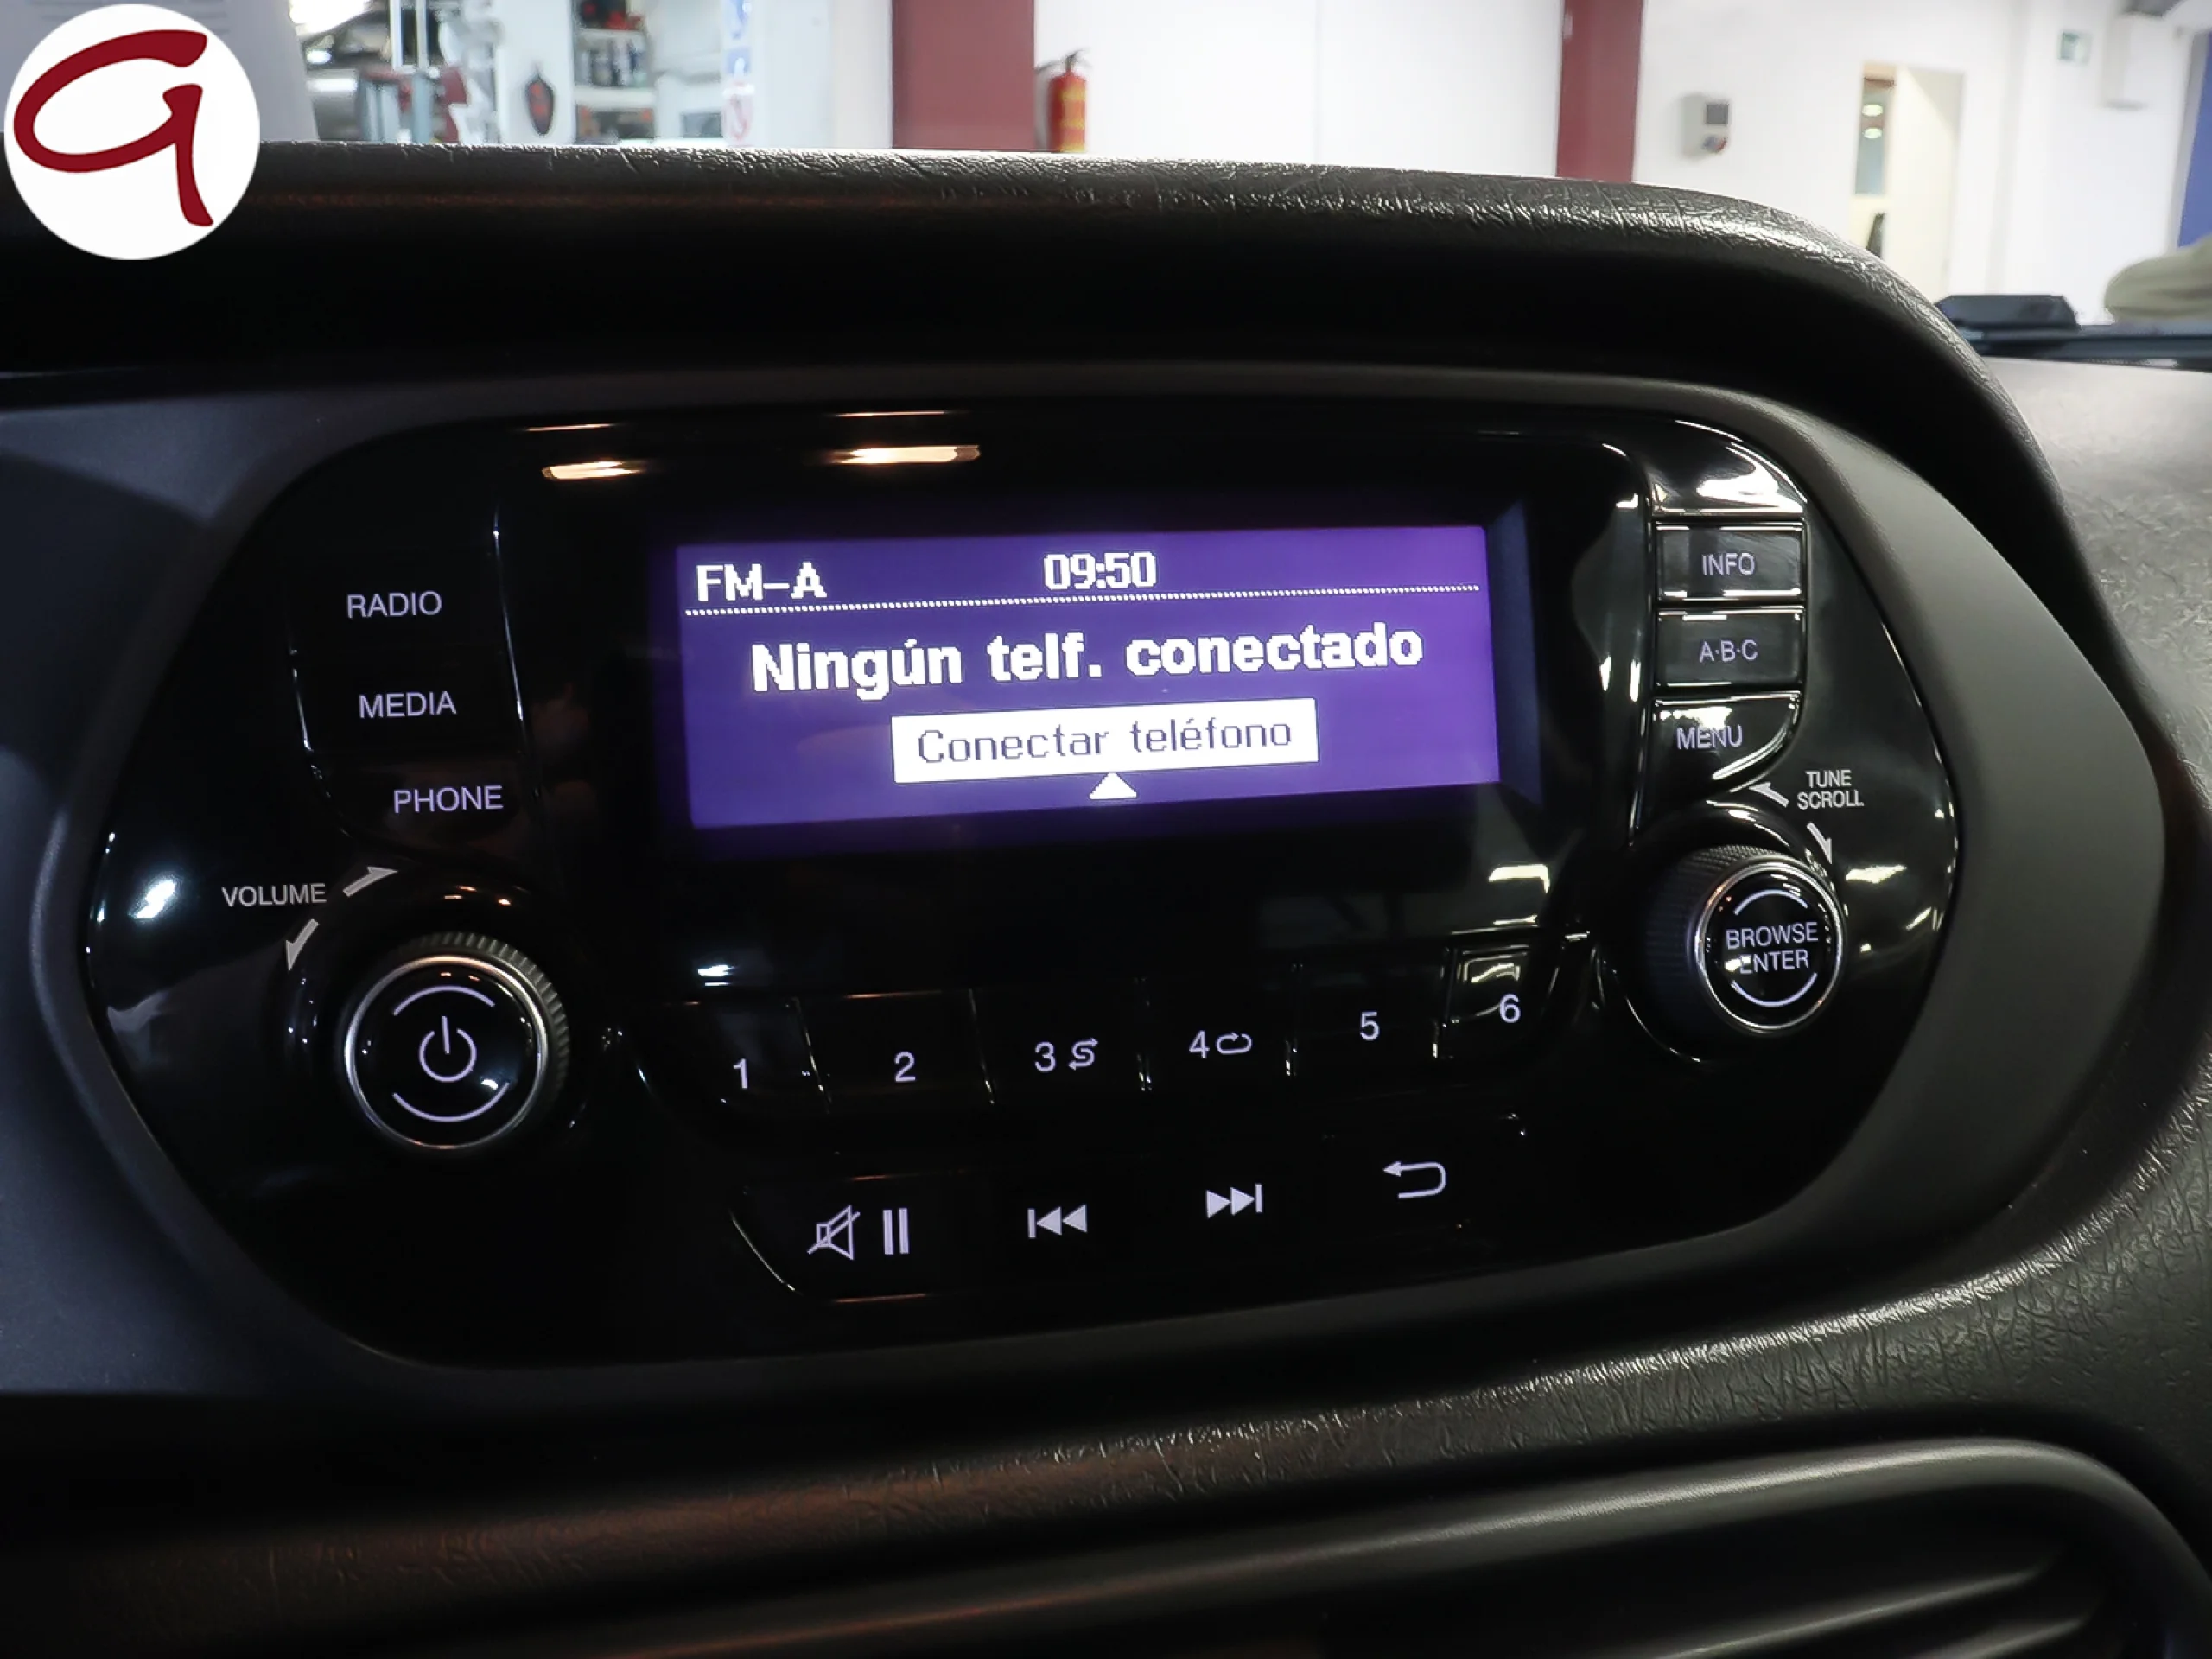 FM-A 09:50
Ningún telf. conectado
Conectar teléfono
RADIO
MEDIA
PHONE
VOLUME
INFO
A·B·C
MENU
TUNE
SCROLL
BROWSE
ENTER
1 2 3 4 5 6